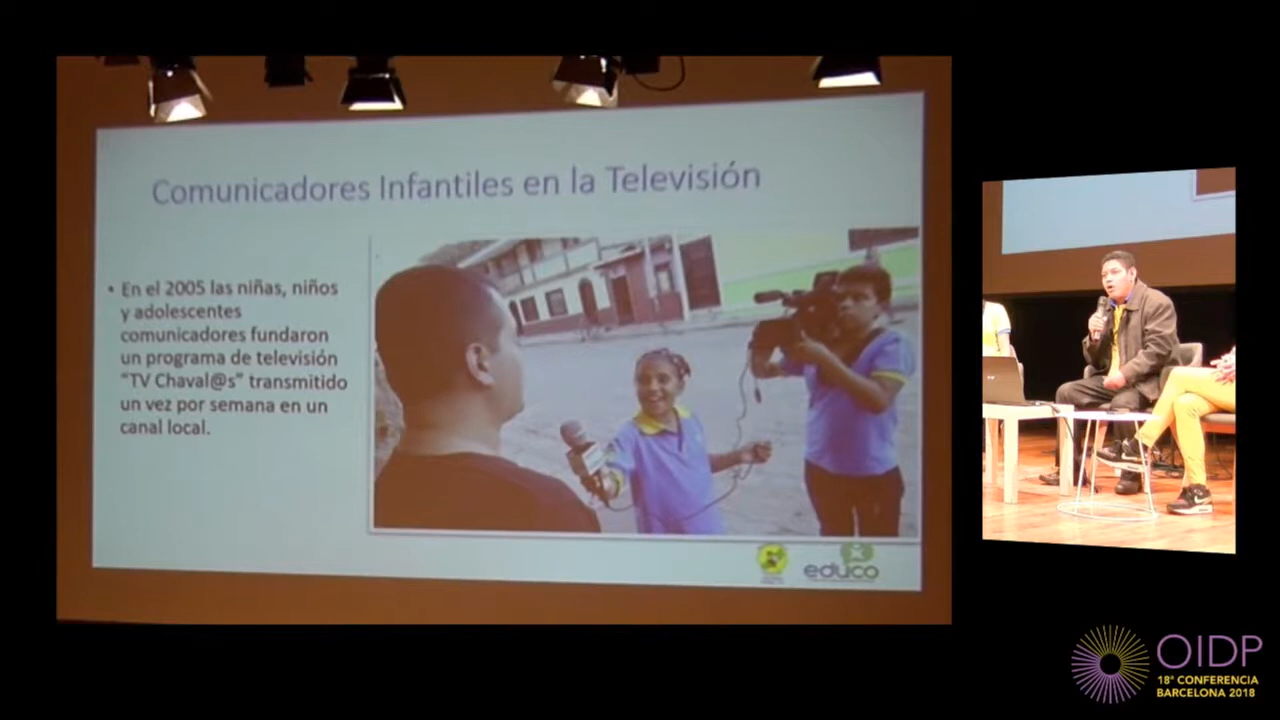 Comunicadores Infantiles en la Televisión
• En el 2005 las niñas, niños
y adolescentes
comunicadores fundaron
un programa de televisión
"TV Chaval@s" transmitido
un vez por semana en un
canal local.
educo
OIDP
18ª CONFERENCIA
BARCELONA 2018